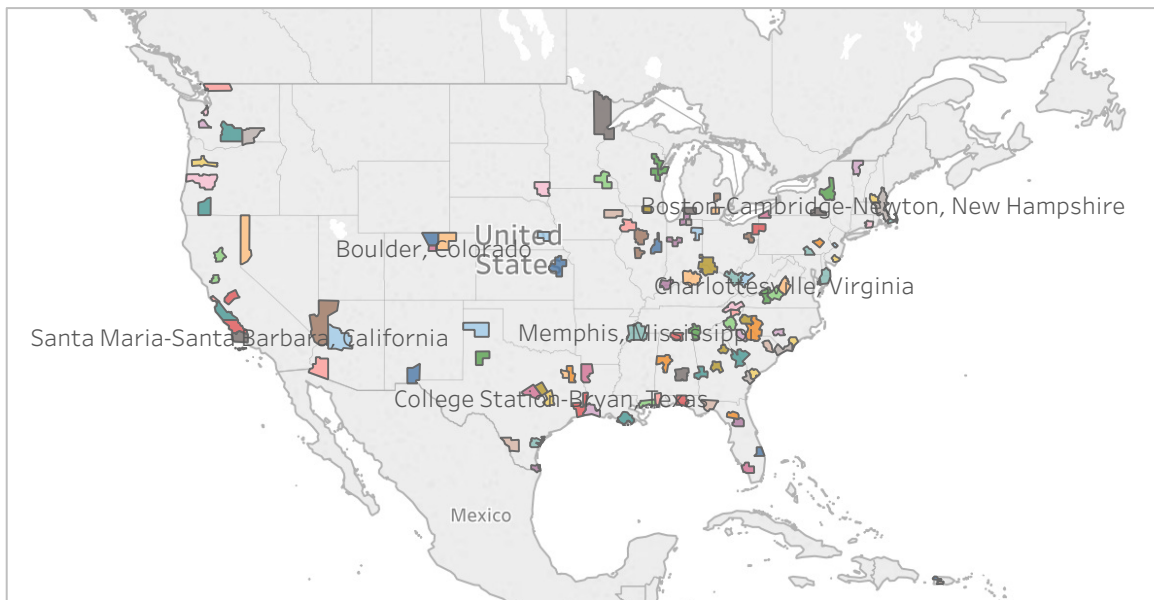 Boston-Cambridge-Newton, New Hampshire
United
States
Boulder, Colorado
Charlottesville, Virginia
Santa Maria-Santa Barbara, California
Memphis, Mississippi
College Station-Bryan, Texas
Mexico